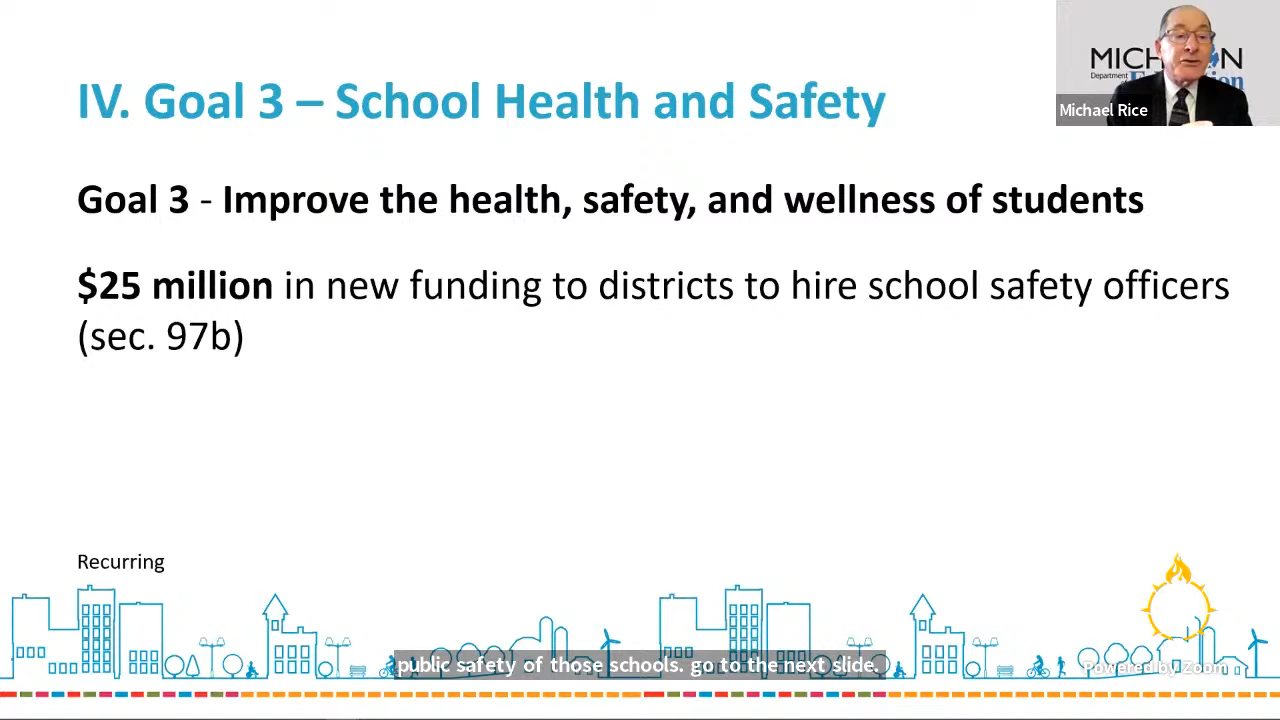 IV. Goal 3 – School Health and Safety
MICH N
Department
Michael Rice
Goal 3 - Improve the health, safety, and wellness of students
$25 million in new funding to districts to hire school safety officers
(sec. 97b)
Recurring
public safety of those schools. go to the next slide.
Powered by Zoom